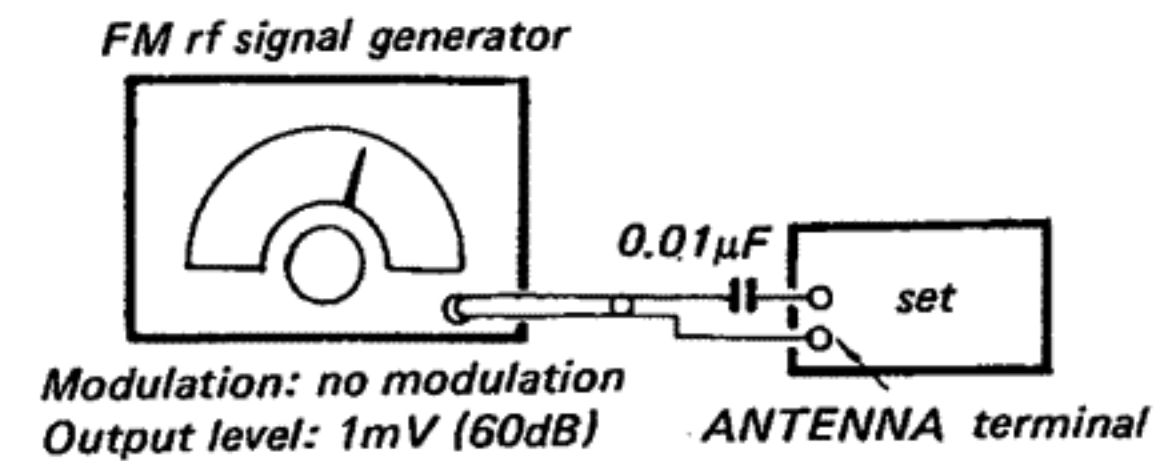 FM rf signal generator
0.01μF
set
Modulation: no modulation
Output level: 1mV (60dB)
ANTENNA terminal